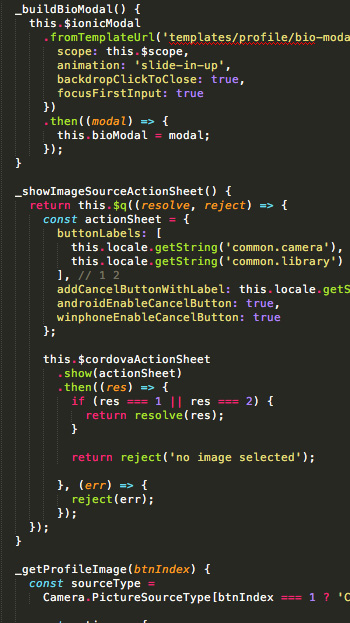 _buildBioModal() {
this.$ionicModal
.fromTemplateUrl('templates/profile/bio-moda
scope: this.$scope,
animation: 'slide-in-up',
backdropClickToClose: true,
focusFirstInput: true
})
.then((modal) => {
this.bioModal = modal;
});
}
_showImageSourceActionSheet() {
return this.$q((resolve, reject) => {
const actionSheet = {
buttonLabels: [
this.locale.getString('common.camera'),
this.locale.getString('common.library')
], // 1 2
addCancelButtonWithLabel: this.locale.getS
androidEnableCancelButton: true,
winphoneEnableCancelButton: true
};
this.$cordovaActionSheet
.show(actionSheet)
.then((res) => {
if (res === 1 || res === 2) {
return resolve(res);
}
return reject('no image selected');
}, (err) => {
reject(err);
});
});
}
_getProfileImage(btnIndex) {
const sourceType =
Camera.PictureSourceType[btnIndex === 1 ? 'C